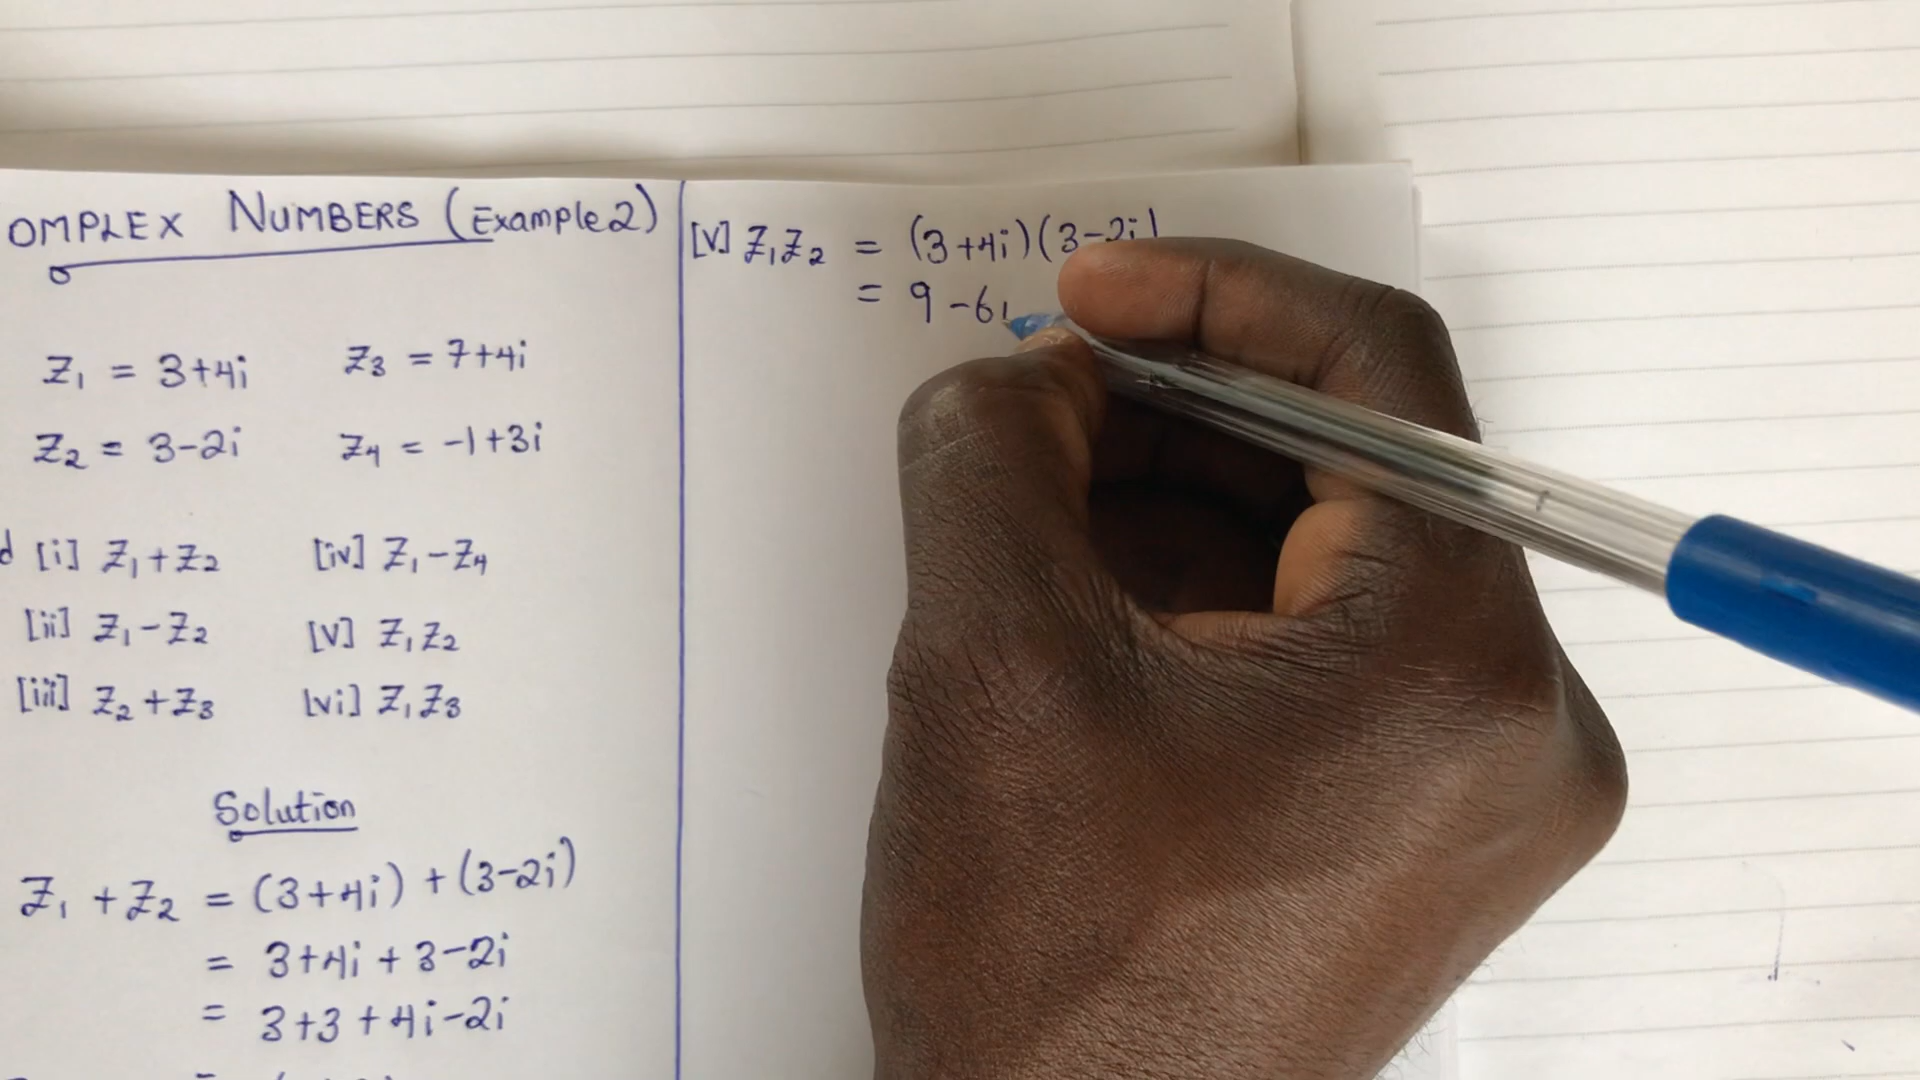 OMPLEX NUMBERS (Example 2)
Z₁ = 3+4i Z₃ = 7+4i
Z₂ = 3-2i Z₄ = -1+3i
d [i] Z₁+Z₂ [iv] Z₁-Z₄
[ii] Z₁-Z₂ [V] Z₁Z₂
[iii] Z₂+Z₃ [vi] Z₁Z₃
Solution
Z₁+Z₂ = (3+4i) + (3-2i)
= 3+4i+3-2i
= 3+3+4i-2i
[V] Z₁Z₂ = (3+4i)(3-2i)
= 9-6i